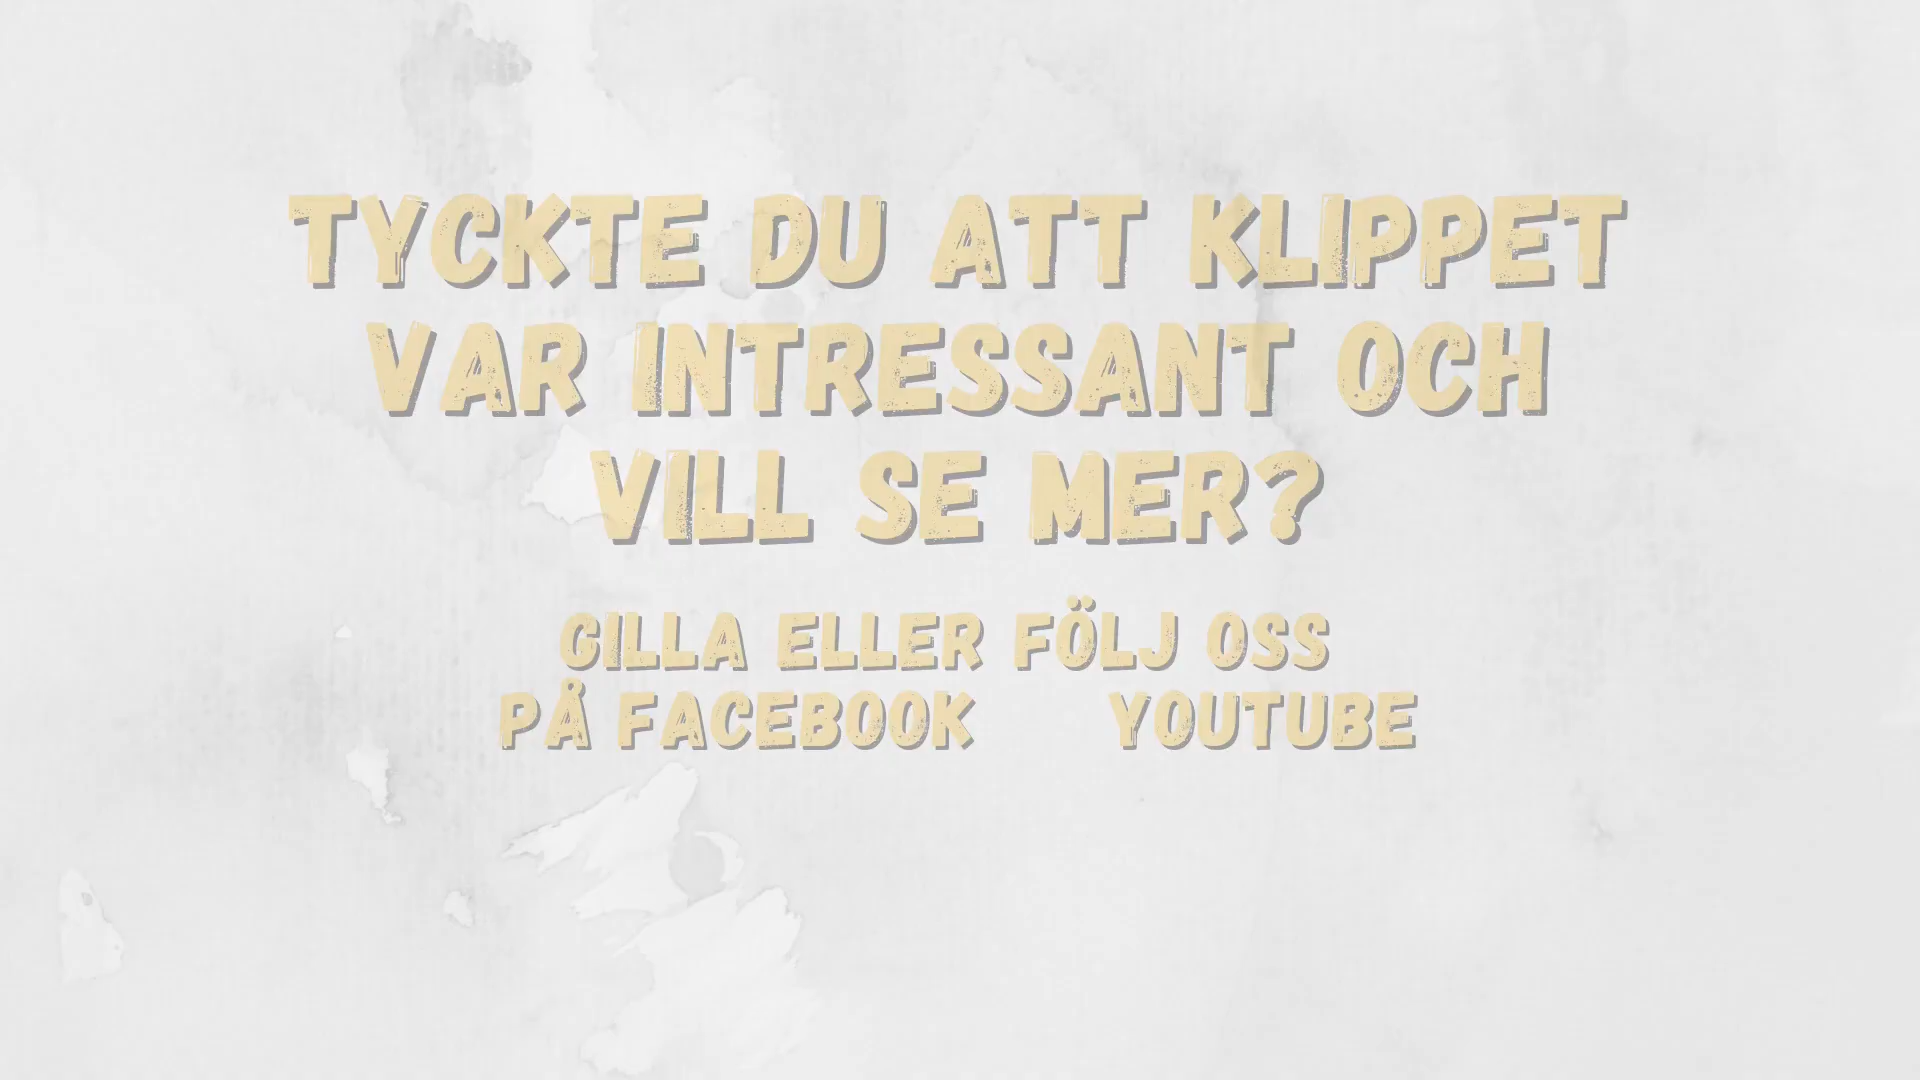 TYCKTE DU ATT KLIPPET
VAR INTRESSANT OCH
VILL SE MER?
GILLA ELLER FÖLJ OSS
PÅ FACEBOOK YOUTUBE